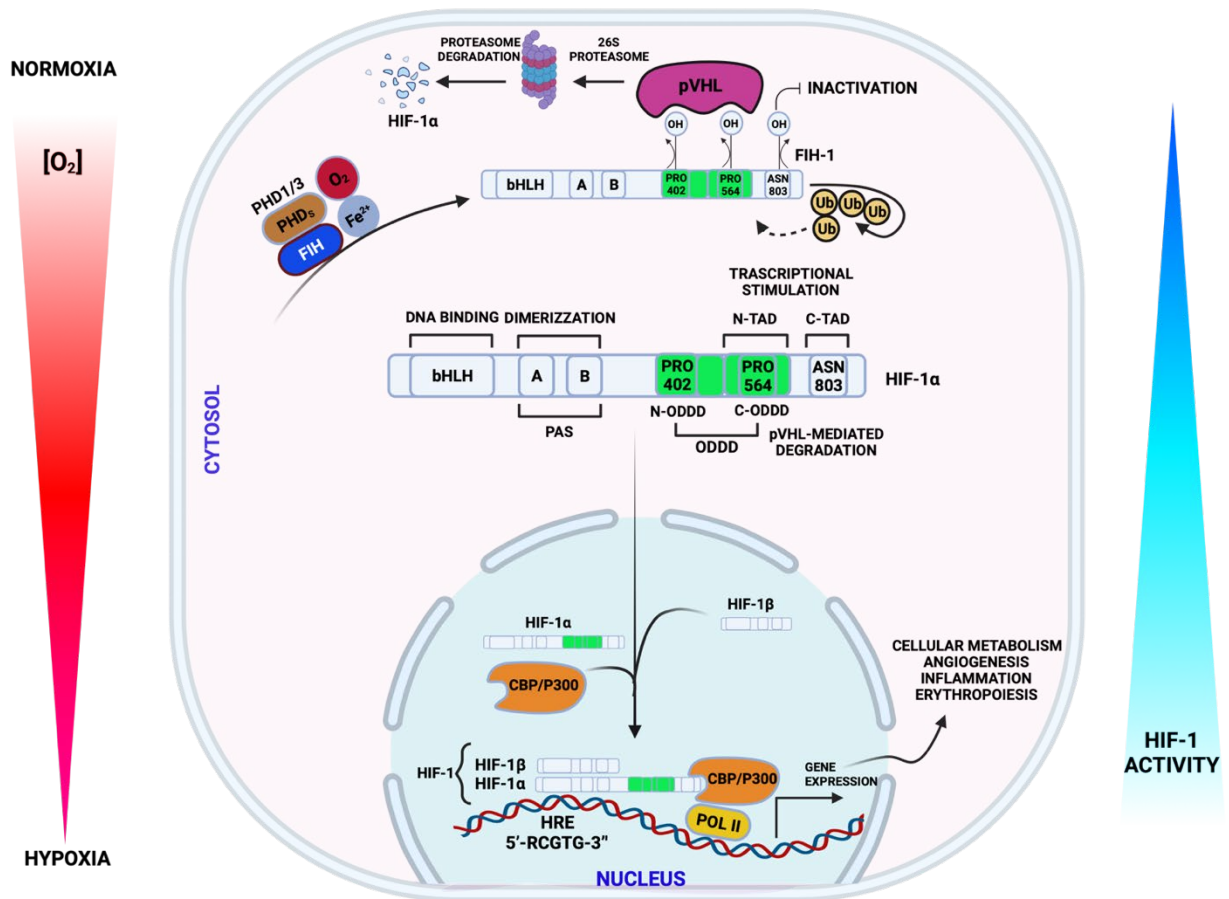 NORMOXIA
[O₂]
HYPOXIA
PROTEASOME
DEGRADATION
26S
PROTEASOME
HIF-1α
pVHL
INACTIVATION
OH
OH
OH
FIH-1
bHLH
A
B
PRO
402
PRO
564
ASN
803
Ub
Ub
Ub
Ub
PHD1/3
O₂
PHDs
Fe²⁺
FIH
TRASCRIPTIONAL
STIMULATION
DNA BINDING
DIMERIZZATION
N-TAD
C-TAD
bHLH
A
B
PRO
402
PRO
564
ASN
803
HIF-1α
PAS
N-ODDD
C-ODDD
ODDD
pVHL-MEDIATED
DEGRADATION
CYTOSOL
HIF-1α
HIF-1β
CBP/P300
CELLULAR METABOLISM
ANGIOGENESIS
INFLAMMATION
ERYTHROPOIESIS
HIF-1
HIF-1β
HIF-1α
CBP/P300
GENE
EXPRESSION
POL II
HRE
5’-RCGTG-3”
NUCLEUS
HIF-1
ACTIVITY